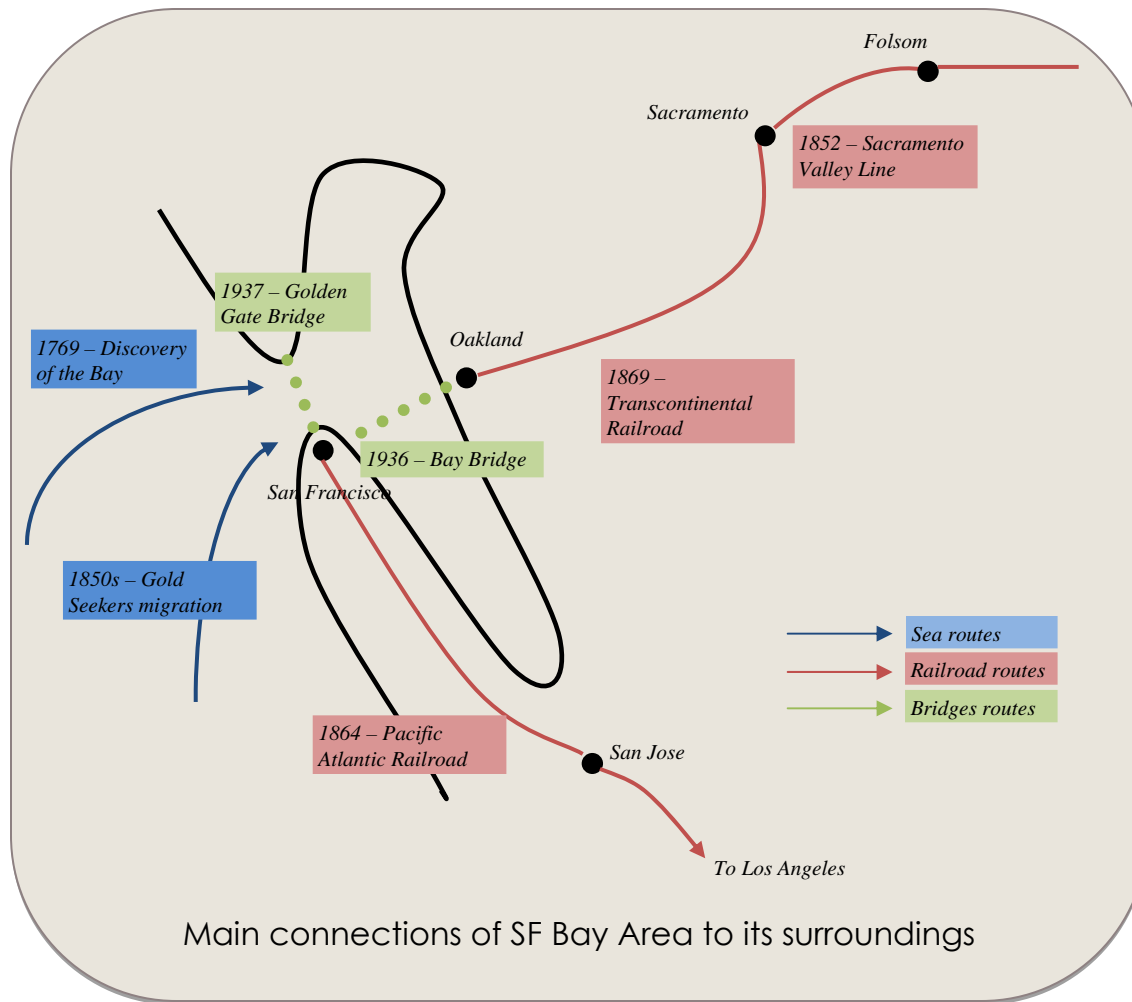 Folsom
Sacramento
1852 – Sacramento
Valley Line
1937 – Golden
Gate Bridge
1769 – Discovery
of the Bay
Oakland
1869 –
Transcontinental
Railroad
1936 – Bay Bridge
San Francisco
1850s – Gold
Seekers migration
Sea routes
Railroad routes
Bridges routes
1864 – Pacific
Atlantic Railroad
San Jose
To Los Angeles
Main connections of SF Bay Area to its surroundings